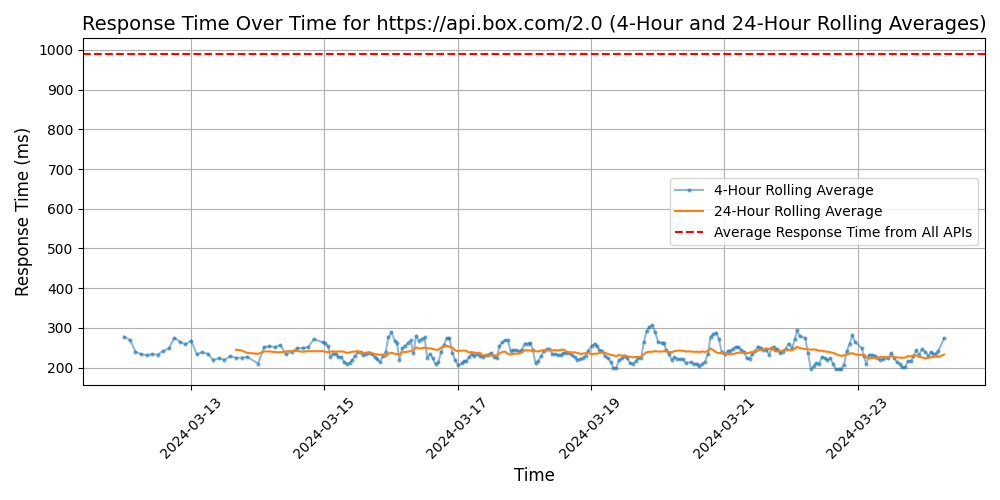 Response Time Over Time for https://api.box.com/2.0 (4-Hour and 24-Hour Rolling Averages)
Response Time (ms)
1000
900
800
700
600
500
400
300
200
4-Hour Rolling Average
24-Hour Rolling Average
Average Response Time from All APIs
2024-03-13
2024-03-15
2024-03-17
2024-03-19
2024-03-21
2024-03-23
Time